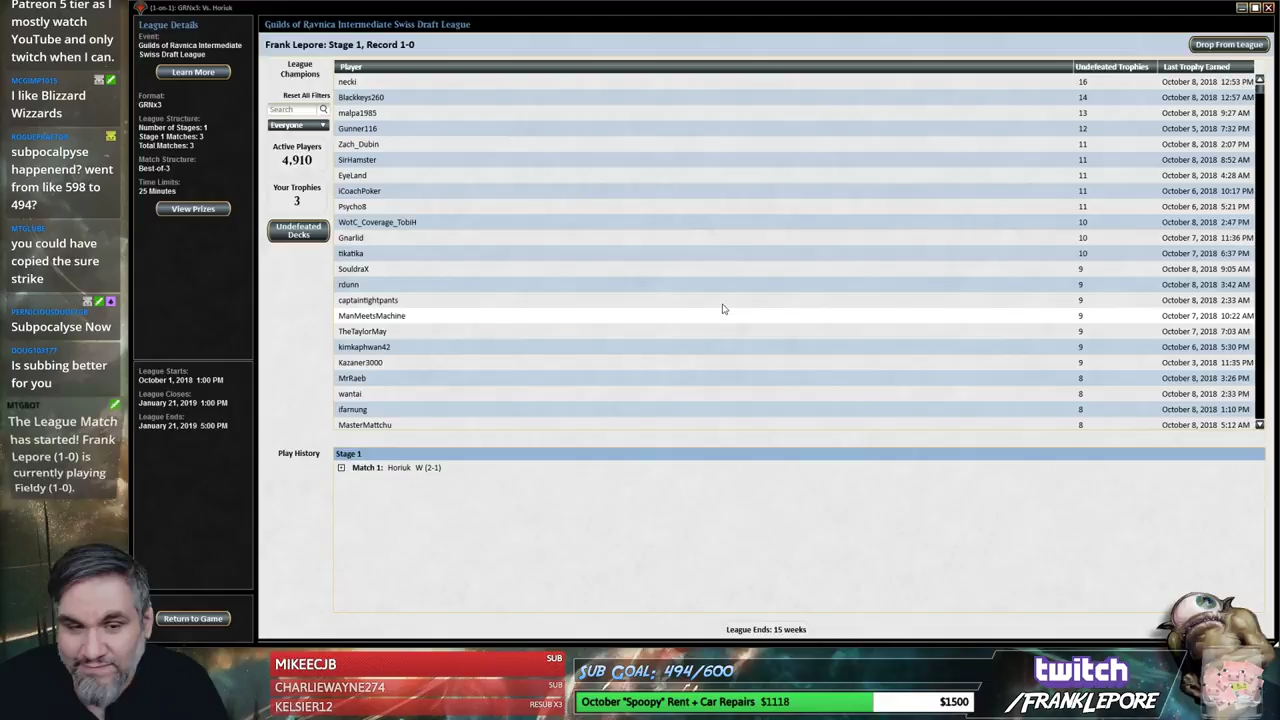 Patreon 5 tier as I
mostly watch
YouTube and only
twitch when I can.
MCGIMP1015
I like Blizzard
Wizards
ROGUEPRAETOR
subpocalpyse
happenend? went
from like 598 to
494?
MTGLUBE
you could have
copied the sure
strike
Subpocalyse Now
DOUG103177
Is subbing better
for you
MTGBOT
The League Match
has started! Frank
Lepore (1-0) is
currently playing
Fieldy (1-0).
(1-on-1): GRNx3: Vs. Horiuk
League Details
Event:
Guilds of Ravnica Intermediate
Swiss Draft League
Learn More
Format:
GRNx3
League Structure:
Number of Stages: 1
Stage 1 Matches: 3
Total Matches: 3
Match Structure:
Best-of-3
Time Limits:
25 Minutes
View Prizes
League Starts:
October 1, 2018 1:00 PM
League Closes:
January 21, 2019 1:00 PM
League Ends:
January 21, 2019 5:00 PM
Return to Game
Guilds of Ravnica Intermediate Swiss Draft League
Frank Lepore: Stage 1, Record 1-0
Drop From League
League
Champions
Reset All Filters
Search
Everyone
Active Players
4,910
Your Trophies
3
Undefeated
Decks
Player Undefeated Trophies Last Trophy Earned
necki 16 October 8, 2018 12:53 PM
Blackkeys260 14 October 8, 2018 12:57 AM
malpa1985 13 October 8, 2018 9:27 AM
Gunner116 12 October 5, 2018 7:32 PM
Zach_Dubin 11 October 8, 2018 2:07 PM
SirHamster 11 October 8, 2018 8:52 AM
EyeLand 11 October 8, 2018 4:28 AM
iCoachPoker 11 October 6, 2018 10:17 PM
Psycho8 11 October 6, 2018 5:21 PM
WotC_Coverage_TobiH 10 October 8, 2018 2:47 PM
Gnarlid 10 October 7, 2018 11:36 PM
tikatika 10 October 7, 2018 6:37 PM
SouldraX 9 October 8, 2018 9:05 AM
rdunn 9 October 8, 2018 3:42 AM
captaintightpants 9 October 8, 2018 2:33 AM
ManMeetsMachine 9 October 7, 2018 10:22 AM
TheTaylorMay 9 October 7, 2018 7:03 AM
kimkaphwan42 9 October 6, 2018 5:30 PM
Kazaner3000 9 October 3, 2018 11:35 PM
MrRaeb 8 October 8, 2018 3:26 PM
wantai 8 October 8, 2018 2:33 PM
ifarnung 8 October 8, 2018 1:10 PM
MasterMattchu 8 October 8, 2018 5:12 AM
Play History
Stage 1
Match 1: Horiuk W (2-1)
League Ends: 15 weeks
MIKEECJB SUB
CHARLIEWAYNE274 SUB
KELSIER12 RESUB X3
SUB GOAL: 494/600
October "Spoopy" Rent + Car Repairs $1118 $1500
twitch
/FRANKLEPORE